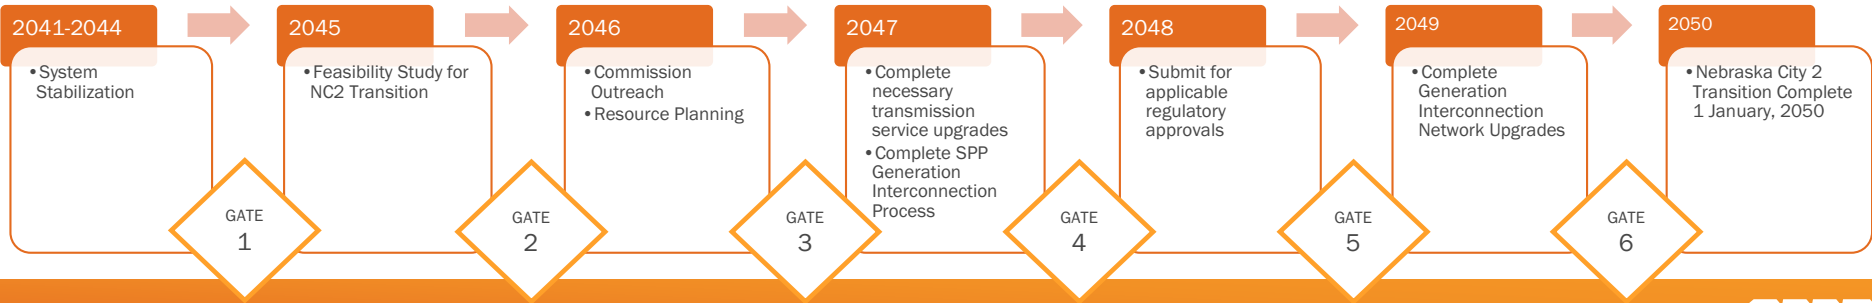 2041-2044
•System
Stabilization
GATE
1
2045
•Feasibility Study for
NC2 Transition
GATE
2
2046
•Commission
Outreach
•Resource Planning
GATE
3
2047
•Complete
necessary
transmission
service upgrades
•Complete SPP
Generation
Interconnection
Process
GATE
4
2048
•Submit for
applicable
regulatory
approvals
GATE
5
2049
•Complete
Generation
Interconnection
Network Upgrades
GATE
6
2050
•Nebraska City 2
Transition Complete
1 January, 2050